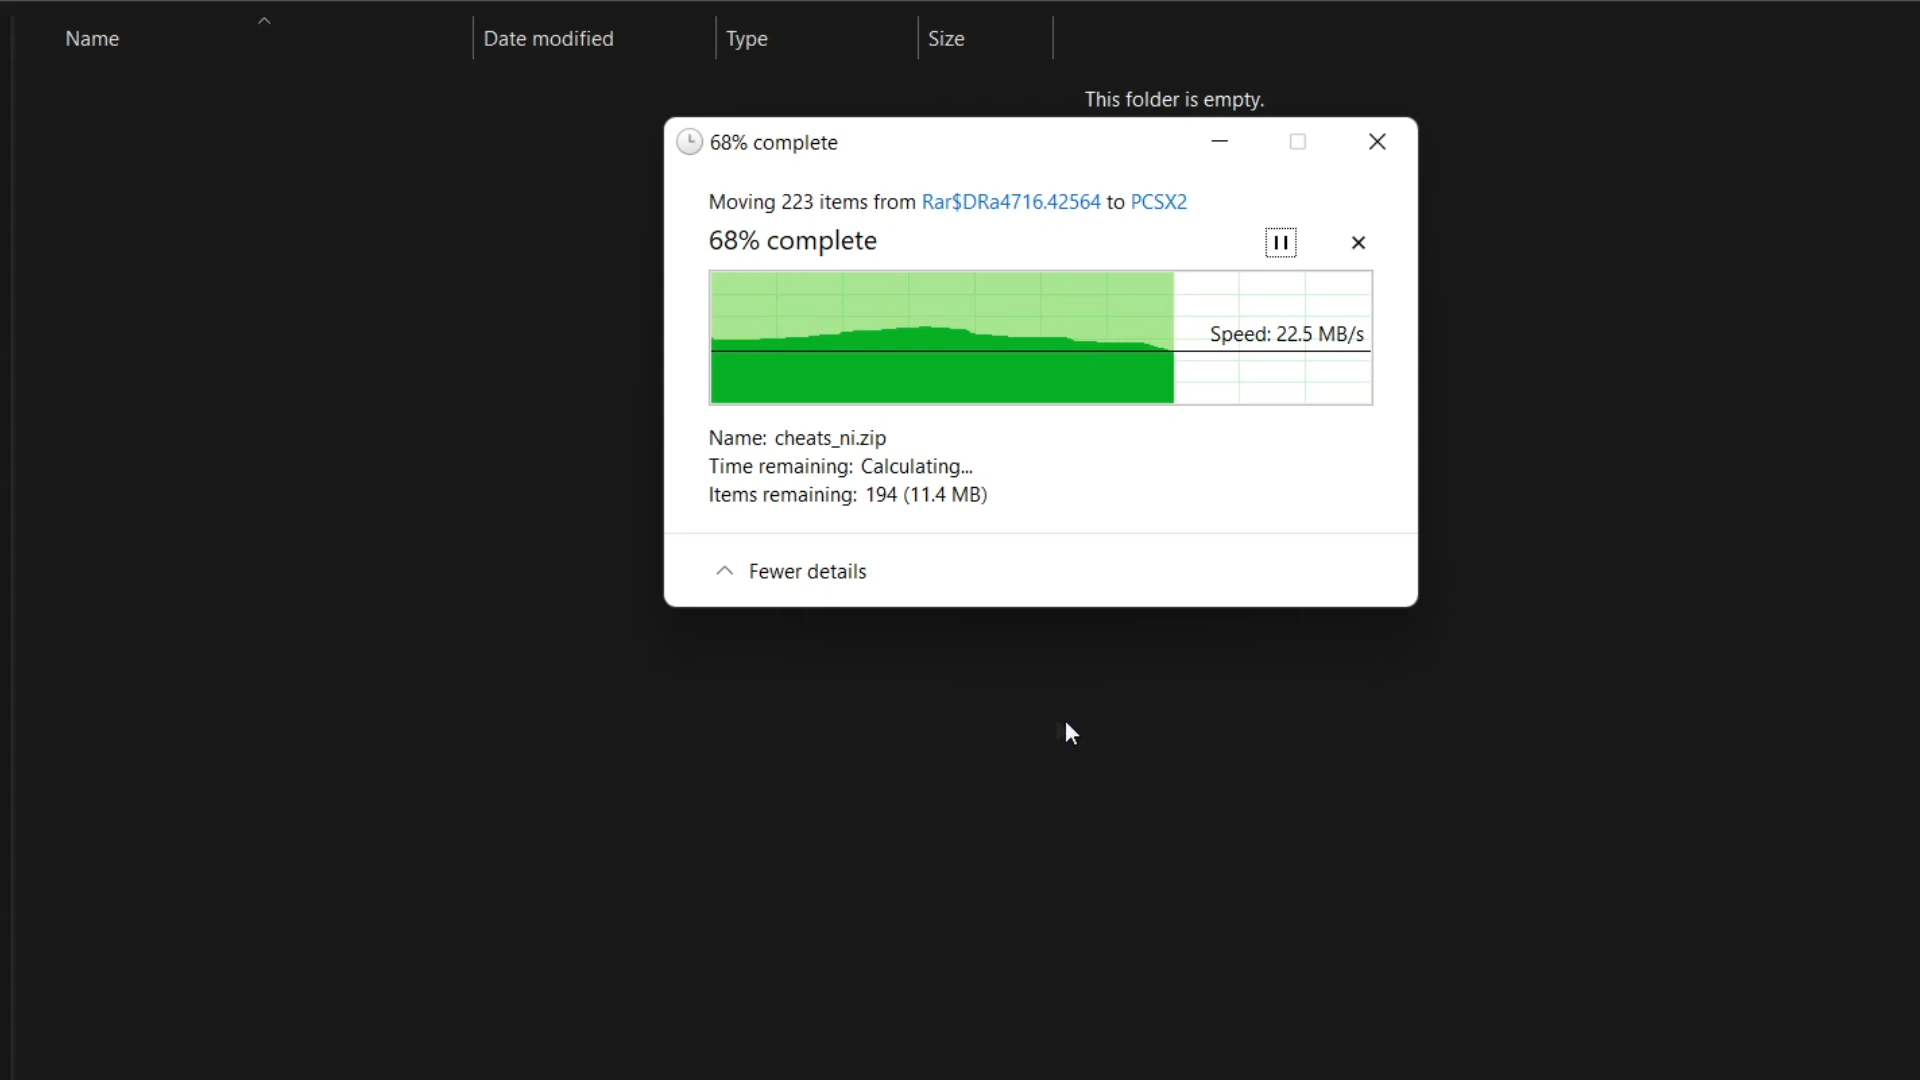 Name Date modified Type Size
This folder is empty.
68% complete
Moving 223 items from Rar$DRa4716.42564 to PCSX2
68% complete
Speed: 22.5 MB/s
Name: cheats_ni.zip
Time remaining: Calculating...
Items remaining: 194 (11.4 MB)
Fewer details